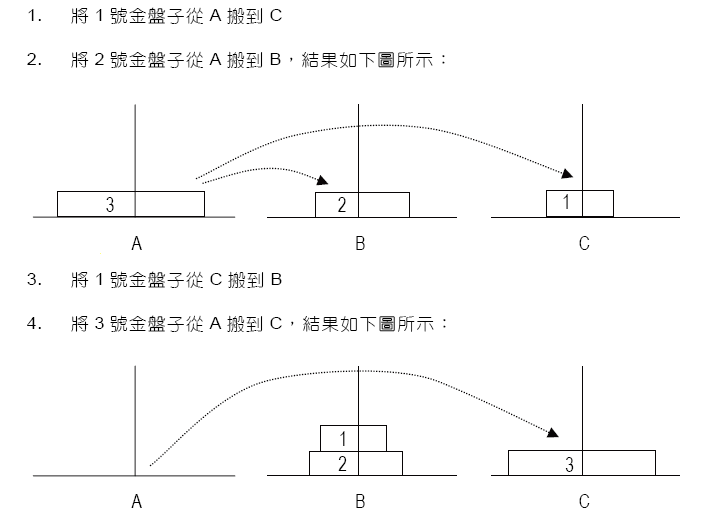 1. 將 1 號金盤子從 A 搬到 C
2. 將 2 號金盤子從 A 搬到 B，結果如下圖所示：
3 2 1
A B C
3. 將 1 號金盤子從 C 搬到 B
4. 將 3 號金盤子從 A 搬到 C，結果如下圖所示：
1
2 3
A B C